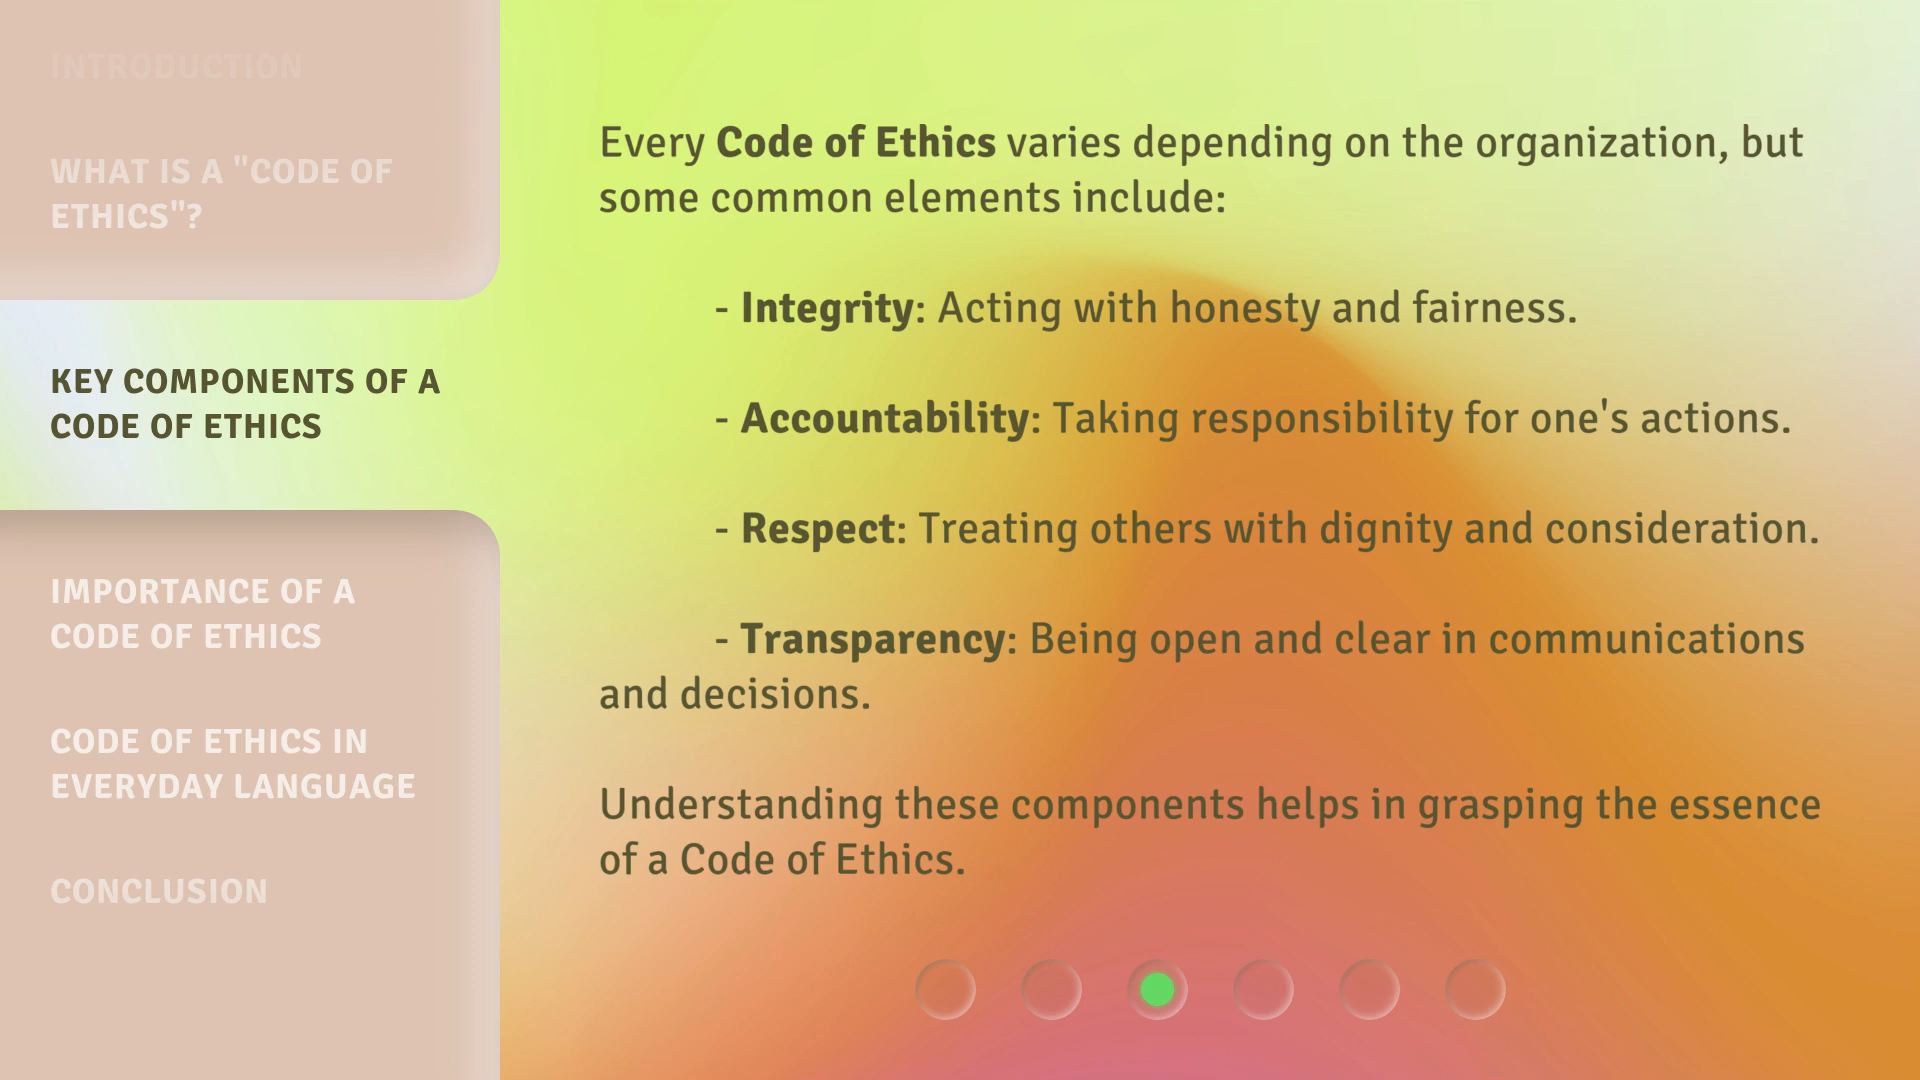 INTRODUCTION
WHAT IS A "CODE OF
ETHICS"?
KEY COMPONENTS OF A
CODE OF ETHICS
IMPORTANCE OF A
CODE OF ETHICS
CODE OF ETHICS IN
EVERYDAY LANGUAGE
CONCLUSION
Every Code of Ethics varies depending on the organization, but
some common elements include:
- Integrity: Acting with honesty and fairness.
- Accountability: Taking responsibility for one's actions.
- Respect: Treating others with dignity and consideration.
- Transparency: Being open and clear in communications
and decisions.
Understanding these components helps in grasping the essence
of a Code of Ethics.